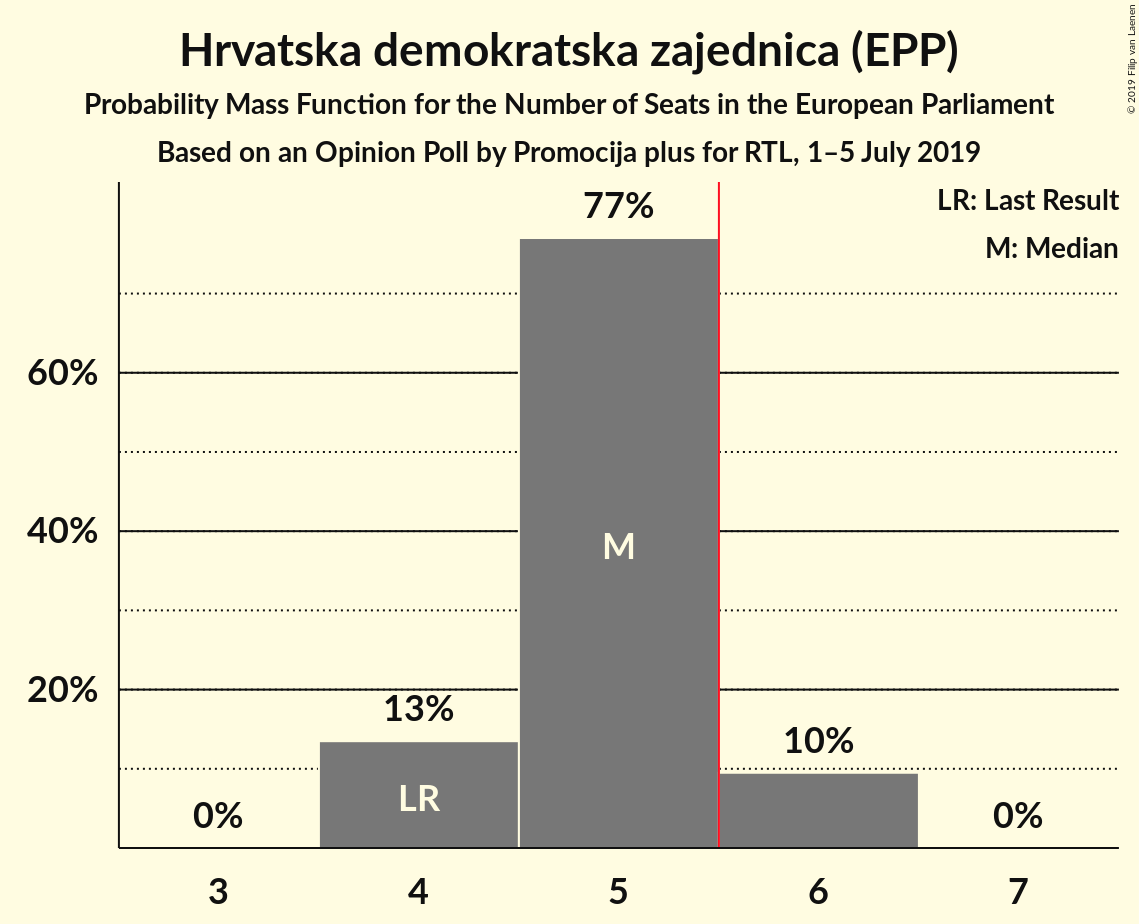 Hrvatska demokratska zajednica (EPP)
Probability Mass Function for the Number of Seats in the European Parliament
Based on an Opinion Poll by Promocija plus for RTL, 1–5 July 2019
© 2019 Filip van Laenen
LR: Last Result
M: Median
77%
60%
40%
M
20%
13%
10%
LR
0%
0%
3 4 5 6 7